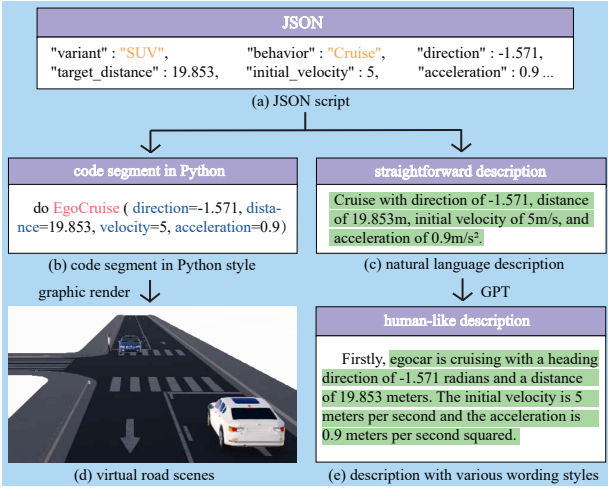 JSON
"variant" : "SUV", "behavior" : "Cruise", "direction" : -1.571,
"target_distance" : 19.853, "initial_velocity" : 5, "acceleration" : 0.9 ...
(a) JSON script
code segment in Python
do EgoCruise ( direction=-1.571, dista-
nce=19.853, velocity=5, acceleration=0.9)
(b) code segment in Python style
straightforward description
Cruise with direction of -1.571, distance
of 19.853m, initial velocity of 5m/s, and
acceleration of 0.9m/s².
(c) natural language description
graphic render
GPT
(d) virtual road scenes
human-like description
Firstly, egocar is cruising with a heading
direction of -1.571 radians and a distance
of 19.853 meters. The initial velocity is 5
meters per second and the acceleration is
0.9 meters per second squared.
(e) description with various wording styles